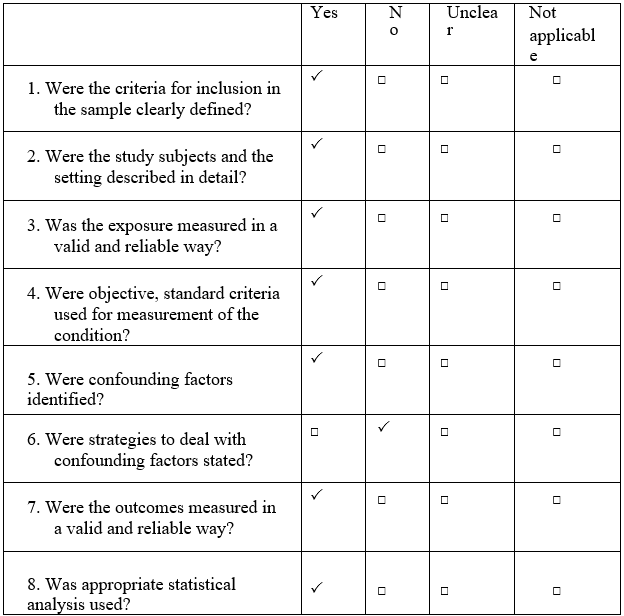 Yes N Unclea Not
o r applicabl
e
1. Were the criteria for inclusion in ✓ □ □ □
the sample clearly defined?
2. Were the study subjects and the ✓ □ □ □
setting described in detail?
3. Was the exposure measured in a ✓ □ □ □
valid and reliable way?
4. Were objective, standard criteria ✓ □ □ □
used for measurement of the
condition?
5. Were confounding factors ✓ □ □ □
identified?
6. Were strategies to deal with □ ✓ □ □
confounding factors stated?
7. Were the outcomes measured in ✓ □ □ □
a valid and reliable way?
8. Was appropriate statistical ✓ □ □ □
analysis used?